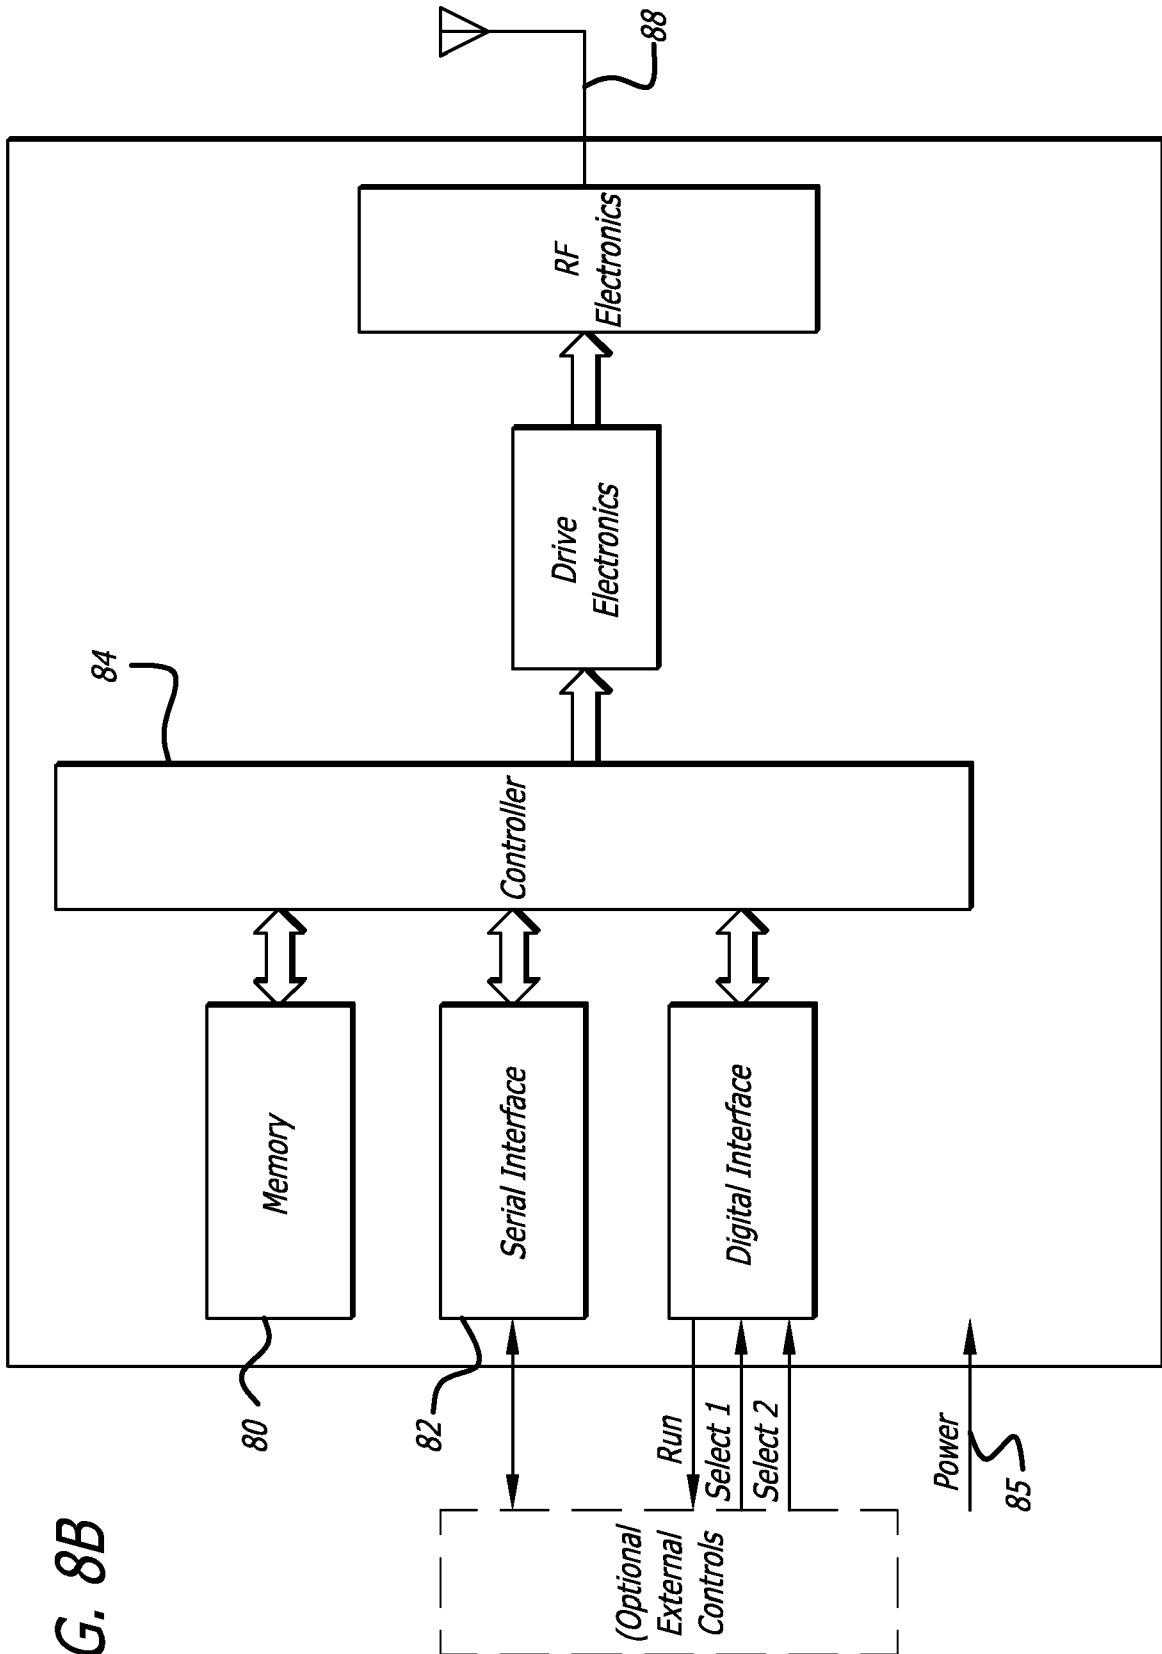 G. 8B
80
Memory
84
82
Serial Interface
Controller
Drive
Electronics
RF
Electronics
88
(Optional
External
Controls
Run
Select 1
Select 2
Digital Interface
Power
85